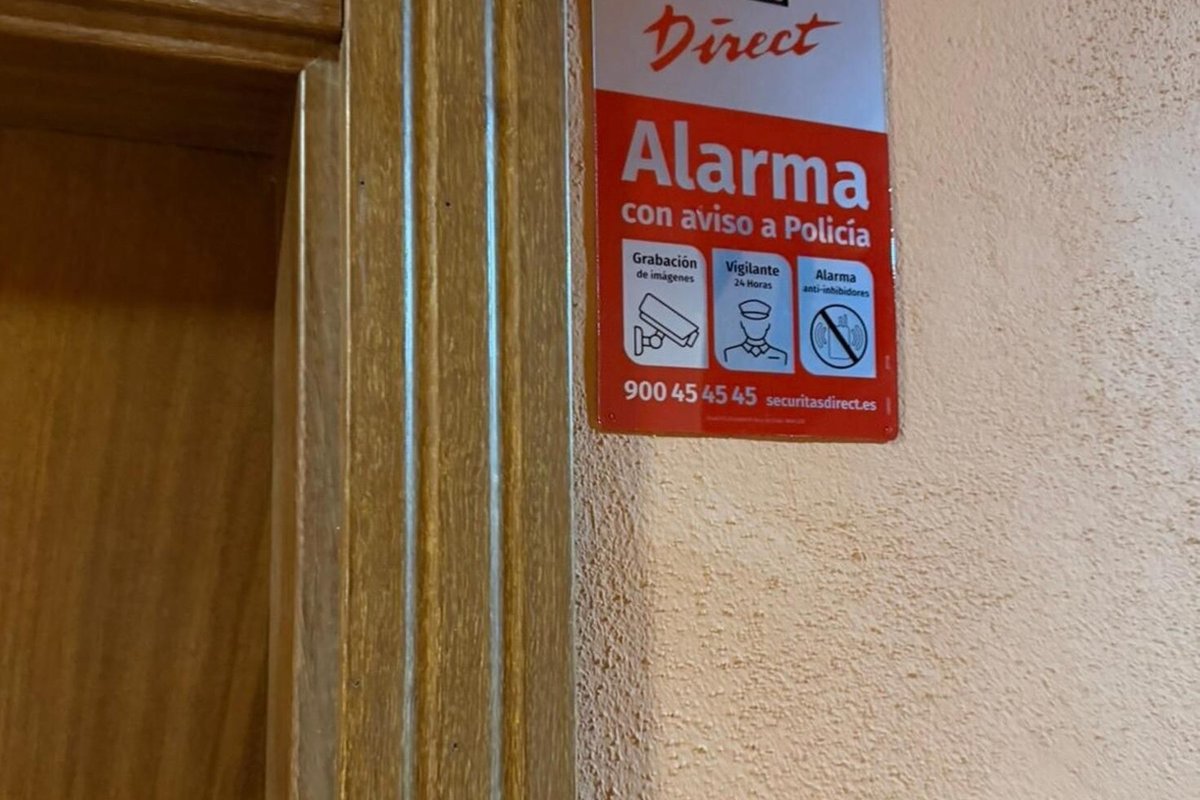 Direct
Alarma
con aviso a Policía
Grabación
de imágenes
Vigilante
24 Horas
Alarma
anti-inhibidores
900 45 45 45 securitasdirect.es